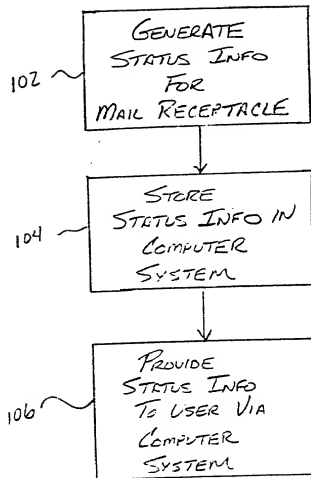 GENERATE
STATUS INFO
FOR
MAIL RECEPTACLE
102
STORE
STATUS INFO IN
COMPUTER
SYSTEM
104
PROVIDE
STATUS INFO
TO USER VIA
COMPUTER
SYSTEM
106